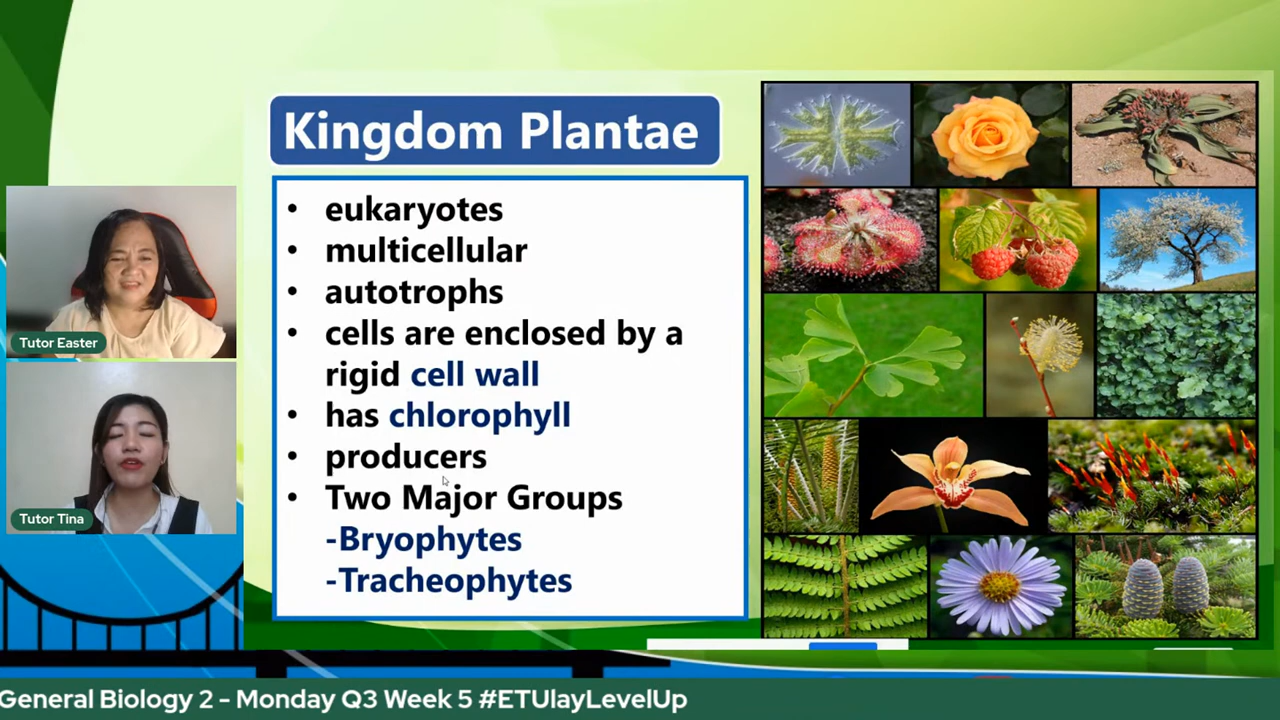 Kingdom Plantae
• eukaryotes
• multicellular
• autotrophs
• cells are enclosed by a
rigid cell wall
• has chlorophyll
• producers
• Two Major Groups
-Bryophytes
-Tracheophytes
Tutor Easter
Tutor Tina
General Biology 2 - Monday Q3 Week 5 #ETUlayLevelUp